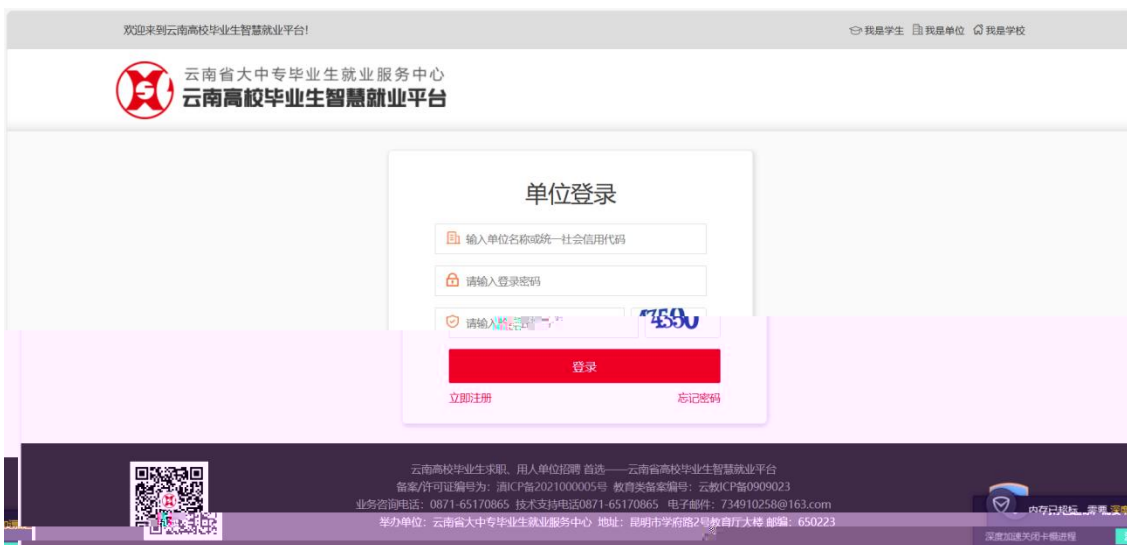 欢迎来到云南高校毕业生智慧就业平台!
我是学生 我是单位 我是学校
云南省大中专毕业生就业服务中心
云南高校毕业生智慧就业平台
单位登录
输入单位名称或统一社会信用代码
请输入登录密码
请输入
登录
立即注册 忘记密码
云南高校毕业生求职、用人单位招聘 首选——云南省高校毕业生智慧就业平台
备案/许可证编号为：滇ICP备2021000005号 教育类备案编号：云教ICP备0909023
业务咨询电话：0871-65170865 技术支持电话0871-65170865 电子邮件：734910258@163.com
举办单位：云南省大中专毕业生就业服务中心 地址：昆明市学府路2号教育厅大楼 邮编：650223
内存已超标，需要
深度加速关闭卡慢进程